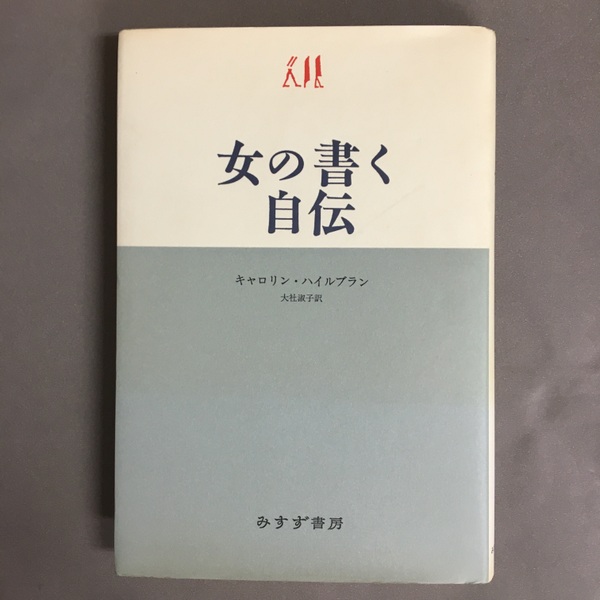 女の書く
自伝
キャロリン・ハイルブラン
大社淑子訳
みすず書房